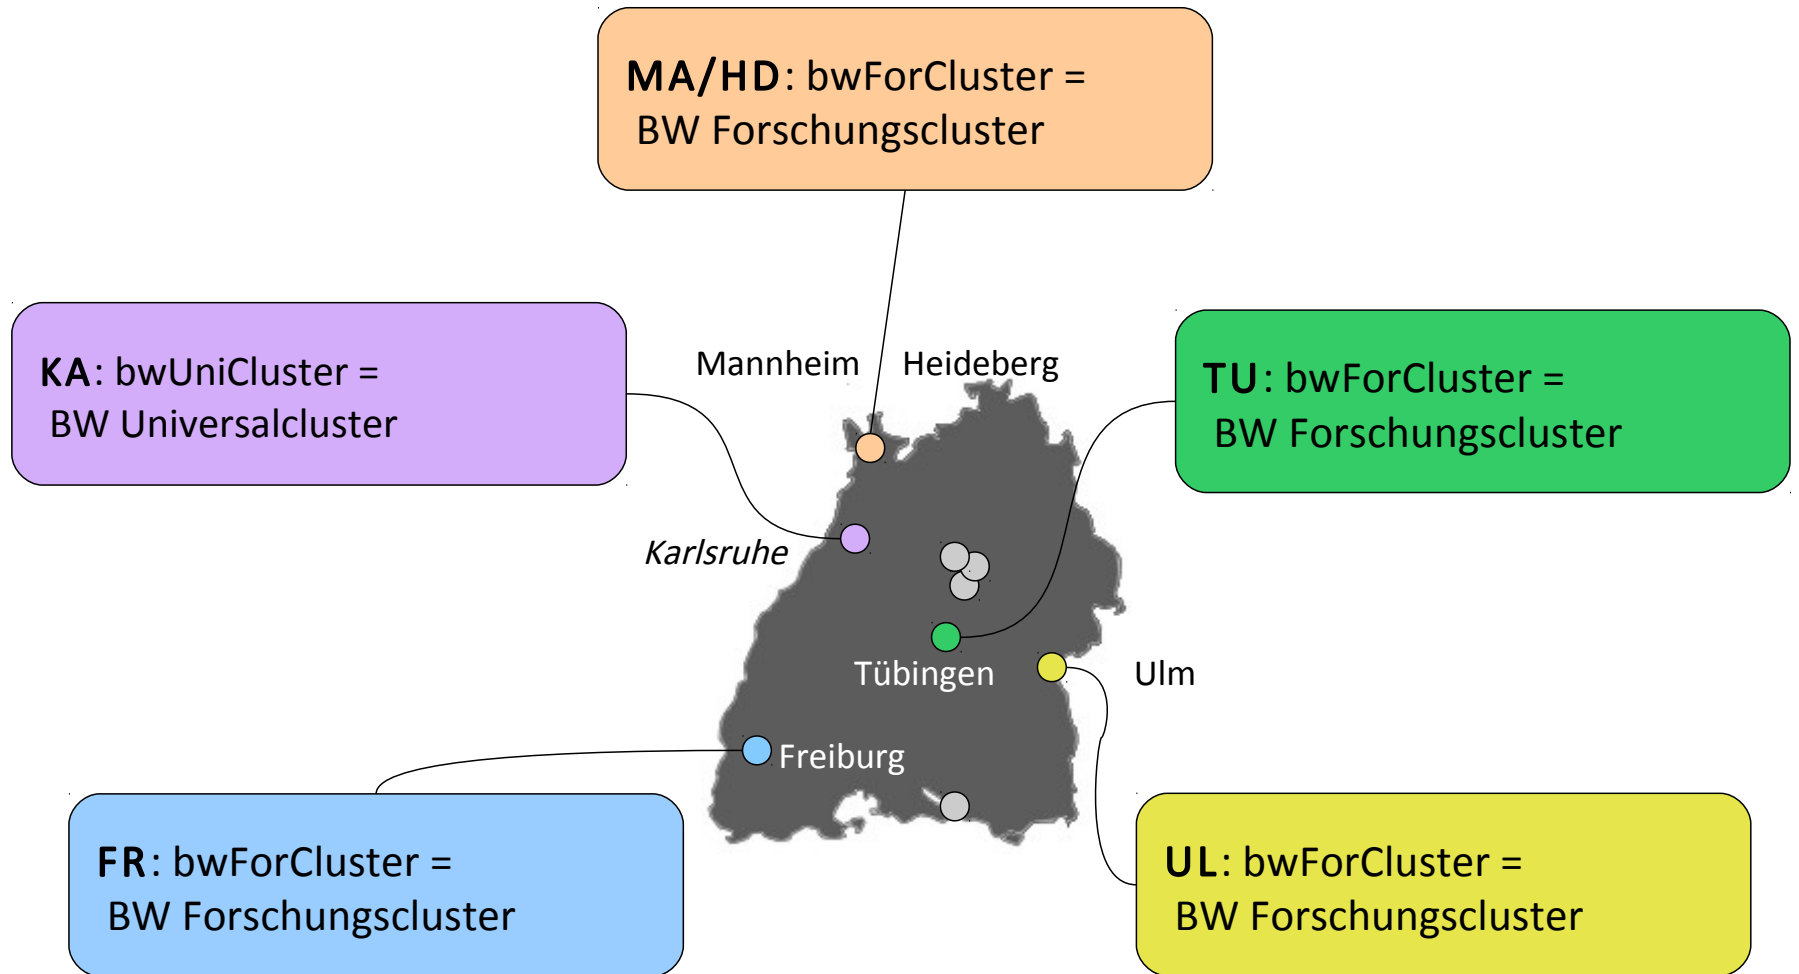 MA/HD: bwForCluster =
BW Forschungscluster
KA: bwUniCluster =
BW Universalcluster
Mannheim
Heideberg
TU: bwForCluster =
BW Forschungscluster
Karlsruhe
Tübingen
Ulm
Freiburg
FR: bwForCluster =
BW Forschungscluster
UL: bwForCluster =
BW Forschungscluster